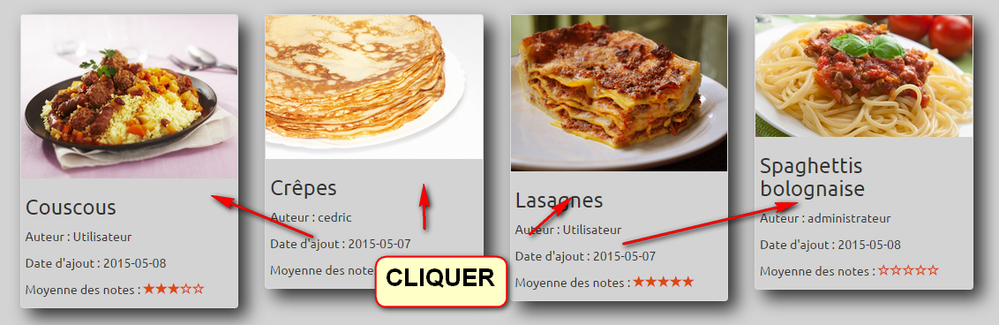 Couscous
Auteur : Utilisateur
Date d'ajout : 2015-05-08
Moyenne des notes : ★★★☆☆
Crêpes
Auteur : cedric
Date d'ajout : 2015-05-07
Moyenne des notes
CLIQUER
Lasagnes
Auteur : Utilisateur
Date d'ajout : 2015-05-07
Moyenne des notes : ★★★★★
Spaghettis
bolognaise
Auteur : administrateur
Date d'ajout : 2015-05-08
Moyenne des notes : ☆☆☆☆☆